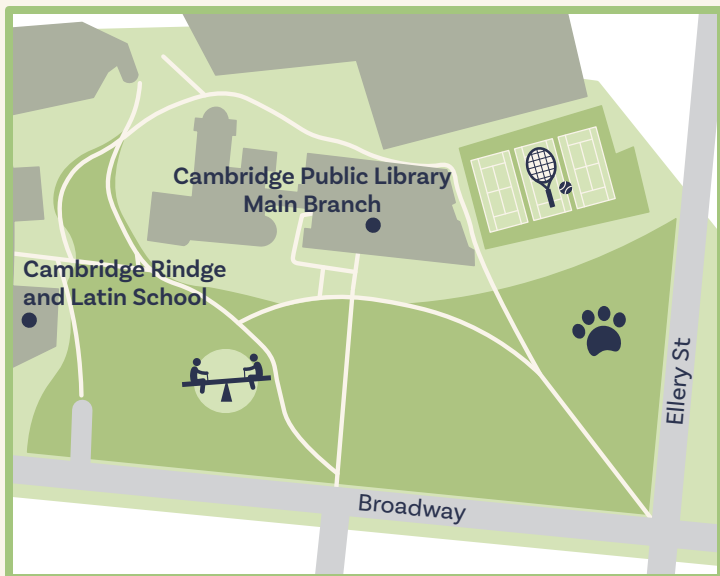 Cambridge Public Library
Main Branch
Cambridge Rindge
and Latin School
Ellery St
Broadway